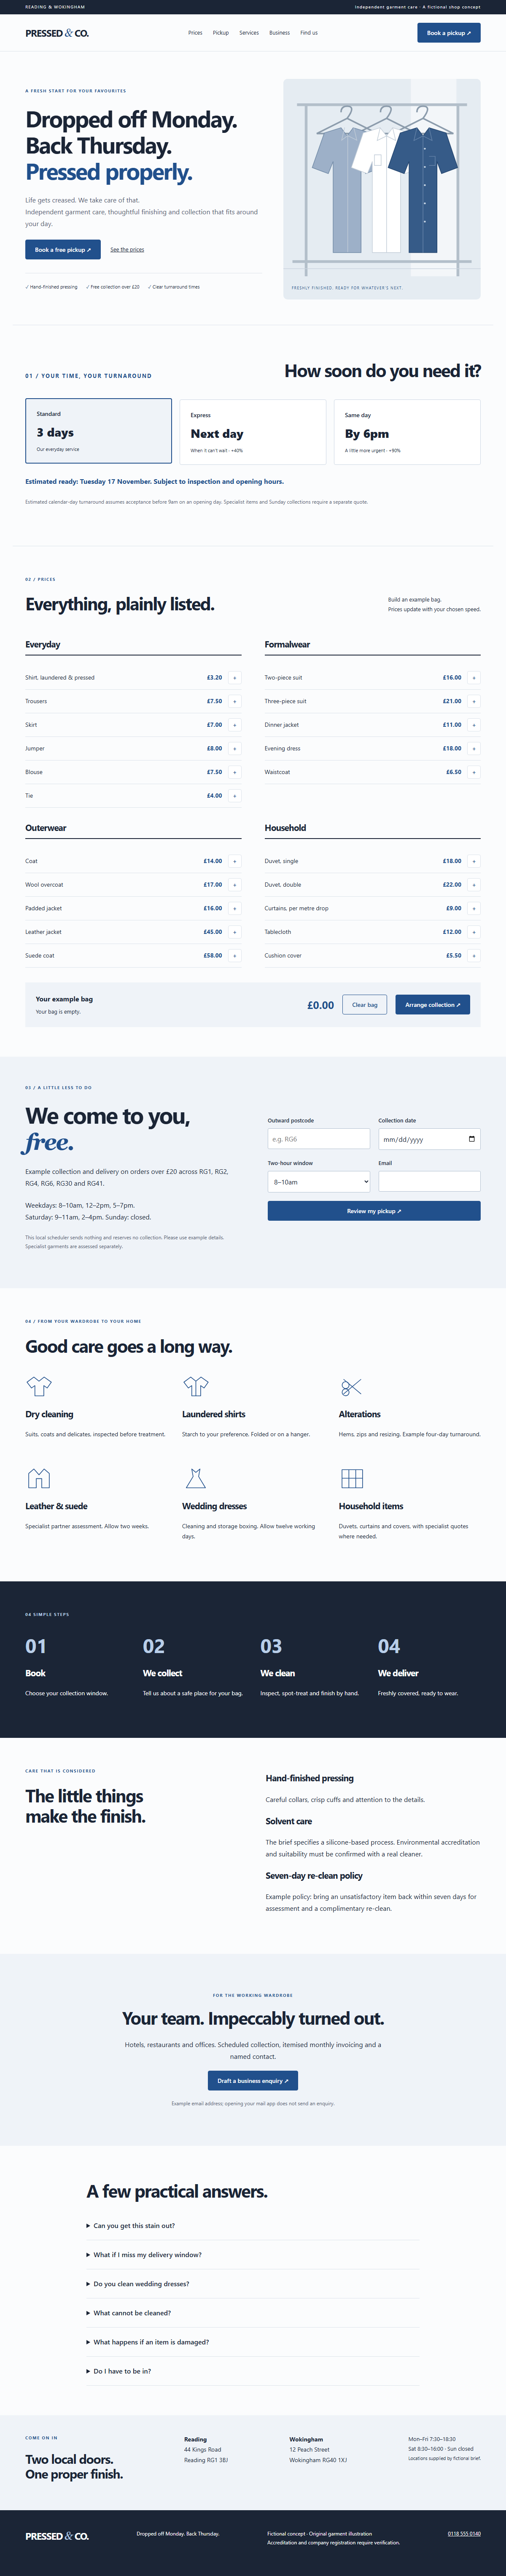 READING & WOKINGHAM
Independent garment care · A fictional shop concept
PRESSED & CO.
Prices
Pickup
Services
Business
Find us
Book a pickup ↗
A FRESH START FOR YOUR FAVOURITES
Dropped off Monday.
Back Thursday.
Pressed properly.
Life gets creased. We take care of that.
Independent garment care, thoughtful finishing and collection that fits around
your day.
Book a free pickup ↗
See the prices
✓ Hand-finished pressing
✓ Free collection over £20
✓ Clear turnaround times
FRESHLY FINISHED. READY FOR WHATEVER'S NEXT.
01 / YOUR TIME, YOUR TURNAROUND
How soon do you need it?
Standard
3 days
Our everyday service
Express
Next day
When it can't wait · +40%
Same day
By 6pm
A little more urgent · +90%
Estimated ready: Tuesday 17 November. Subject to inspection and opening hours.
Estimated calendar-day turnaround assumes acceptance before 9am on an opening day. Specialist items and Sunday collections require a separate quote.
02 / PRICES
Everything, plainly listed.
Build an example bag.
Prices update with your chosen speed.
Everyday
Shirt, laundered & pressed £3.20 +
Trousers £7.50 +
Skirt £7.00 +
Jumper £8.00 +
Blouse £7.50 +
Tie £4.00 +
Formalwear
Two-piece suit £16.00 +
Three-piece suit £21.00 +
Dinner jacket £11.00 +
Evening dress £18.00 +
Waistcoat £6.50 +
Outerwear
Coat £14.00 +
Wool overcoat £17.00 +
Padded jacket £16.00 +
Leather jacket £45.00 +
Suede coat £58.00 +
Household
Duvet, single £18.00 +
Duvet, double £22.00 +
Curtains, per metre drop £9.00 +
Tablecloth £12.00 +
Cushion cover £5.50 +
Your example bag
Your bag is empty.
£0.00
Clear bag
Arrange collection ↗
03 / A LITTLE LESS TO DO
We come to you,
free.
Example collection and delivery on orders over £20 across RG1, RG2,
RG4, RG6, RG30 and RG41.
Weekdays: 8–10am, 12–2pm, 5–7pm.
Saturday: 9–11am, 2–4pm. Sunday: closed.
This local scheduler sends nothing and reserves no collection. Please use example details.
Specialist garments are assessed separately.
Outward postcode
e.g. RG6
Collection date
mm/dd/yyyy
Two-hour window
8–10am
Email
Review my pickup ↗
04 / FROM YOUR WARDROBE TO YOUR HOME
Good care goes a long way.
Dry cleaning
Suits, coats and delicates, inspected before treatment.
Laundered shirts
Starch to your preference. Folded or on a hanger.
Alterations
Hems, zips and resizing. Example four-day turnaround.
Leather & suede
Specialist partner assessment. Allow two weeks.
Wedding dresses
Cleaning and storage boxing. Allow twelve working
days.
Household items
Duvets, curtains and covers, with specialist quotes
where needed.
04 SIMPLE STEPS
01
Book
Choose your collection window.
02
We collect
Tell us about a safe place for your bag.
03
We clean
Inspect, spot-treat and finish by hand.
04
We deliver
Freshly covered, ready to wear.
CARE THAT IS CONSIDERED
The little things
make the finish.
Hand-finished pressing
Careful collars, crisp cuffs and attention to the details.
Solvent care
The brief specifies a silicone-based process. Environmental accreditation
and suitability must be confirmed with a real cleaner.
Seven-day re-clean policy
Example policy: bring an unsatisfactory item back within seven days for
assessment and a complimentary re-clean.
FOR THE WORKING WARDROBE
Your team. Impeccably turned out.
Hotels, restaurants and offices. Scheduled collection, itemised monthly invoicing and a
named contact.
Draft a business enquiry ↗
Example email address; opening your mail app does not send an enquiry.
A few practical answers.
Can you get this stain out?
What if I miss my delivery window?
Do you clean wedding dresses?
What cannot be cleaned?
What happens if an item is damaged?
Do I have to be in?
COME ON IN
Two local doors.
One proper finish.
Reading
44 Kings Road
Reading RG1 3BJ
Wokingham
12 Peach Street
Wokingham RG40 1XJ
Mon–Fri 7:30–18:30
Sat 8:30–16:00 · Sun closed
Locations supplied by fictional brief.
PRESSED & CO.
Dropped off Monday. Back Thursday.
Fictional concept · Original garment illustration
Accreditation and company registration require verification.
0118 555 0140